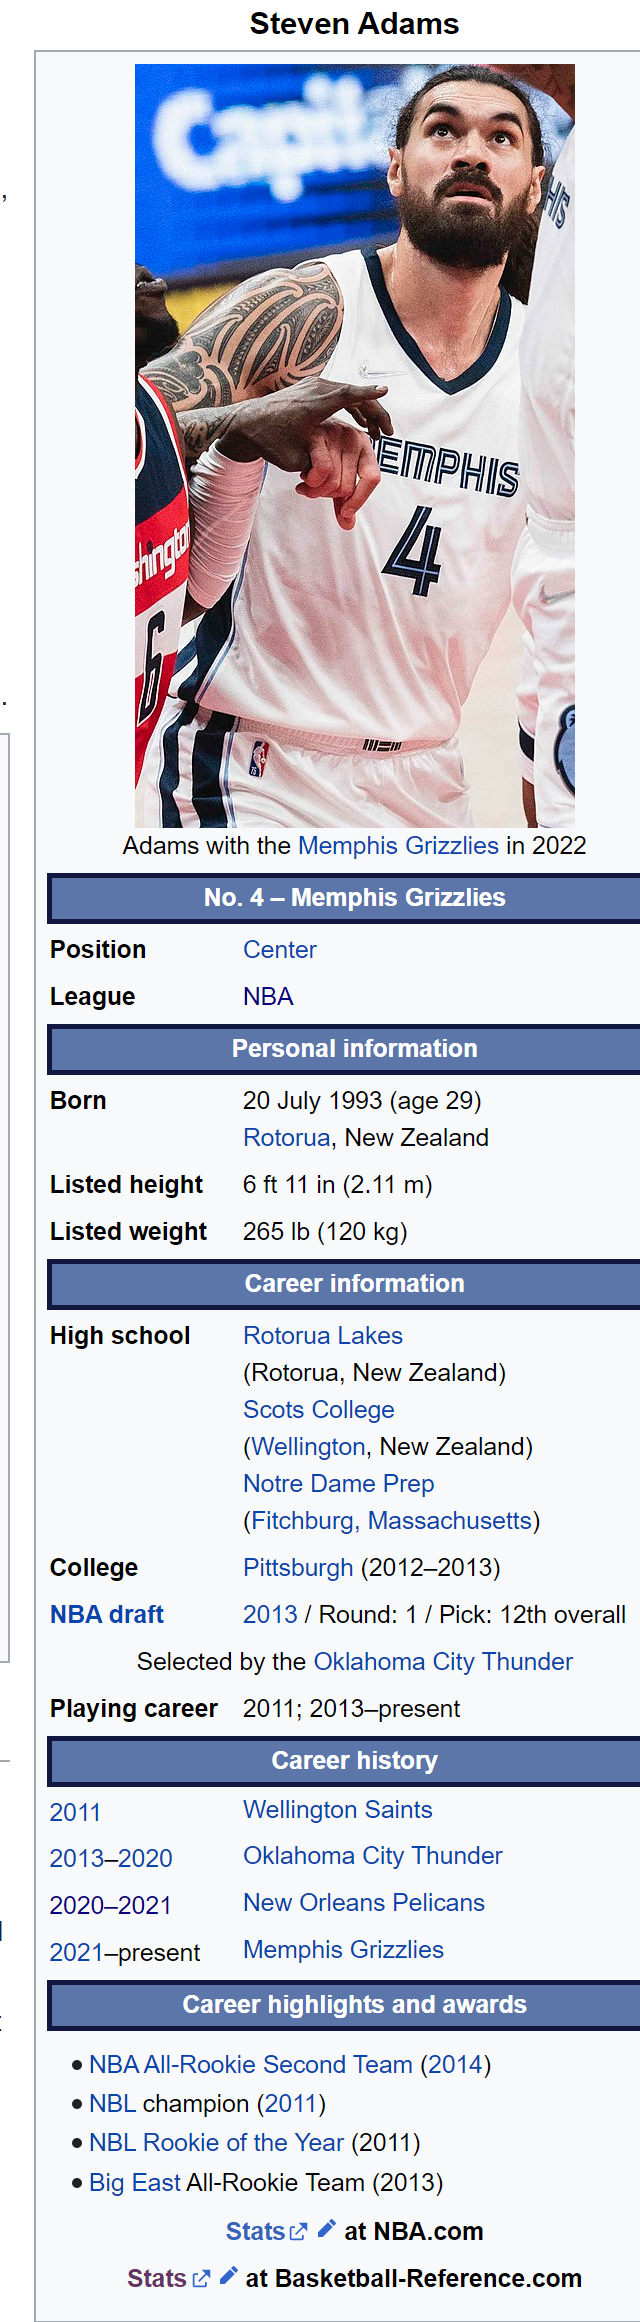 Steven Adams
Capit
EMPHIS
4
shington
6
HIS
Adams with the Memphis Grizzlies in 2022
No. 4 – Memphis Grizzlies
Position Center
League NBA
Personal information
Born 20 July 1993 (age 29)
Rotorua, New Zealand
Listed height 6 ft 11 in (2.11 m)
Listed weight 265 lb (120 kg)
Career information
High school Rotorua Lakes
(Rotorua, New Zealand)
Scots College
(Wellington, New Zealand)
Notre Dame Prep
(Fitchburg, Massachusetts)
College Pittsburgh (2012–2013)
NBA draft 2013 / Round: 1 / Pick: 12th overall
Selected by the Oklahoma City Thunder
Playing career 2011; 2013–present
Career history
2011 Wellington Saints
2013–2020 Oklahoma City Thunder
2020–2021 New Orleans Pelicans
2021–present Memphis Grizzlies
Career highlights and awards
• NBA All-Rookie Second Team (2014)
• NBL champion (2011)
• NBL Rookie of the Year (2011)
• Big East All-Rookie Team (2013)
Stats at NBA.com
Stats at Basketball-Reference.com